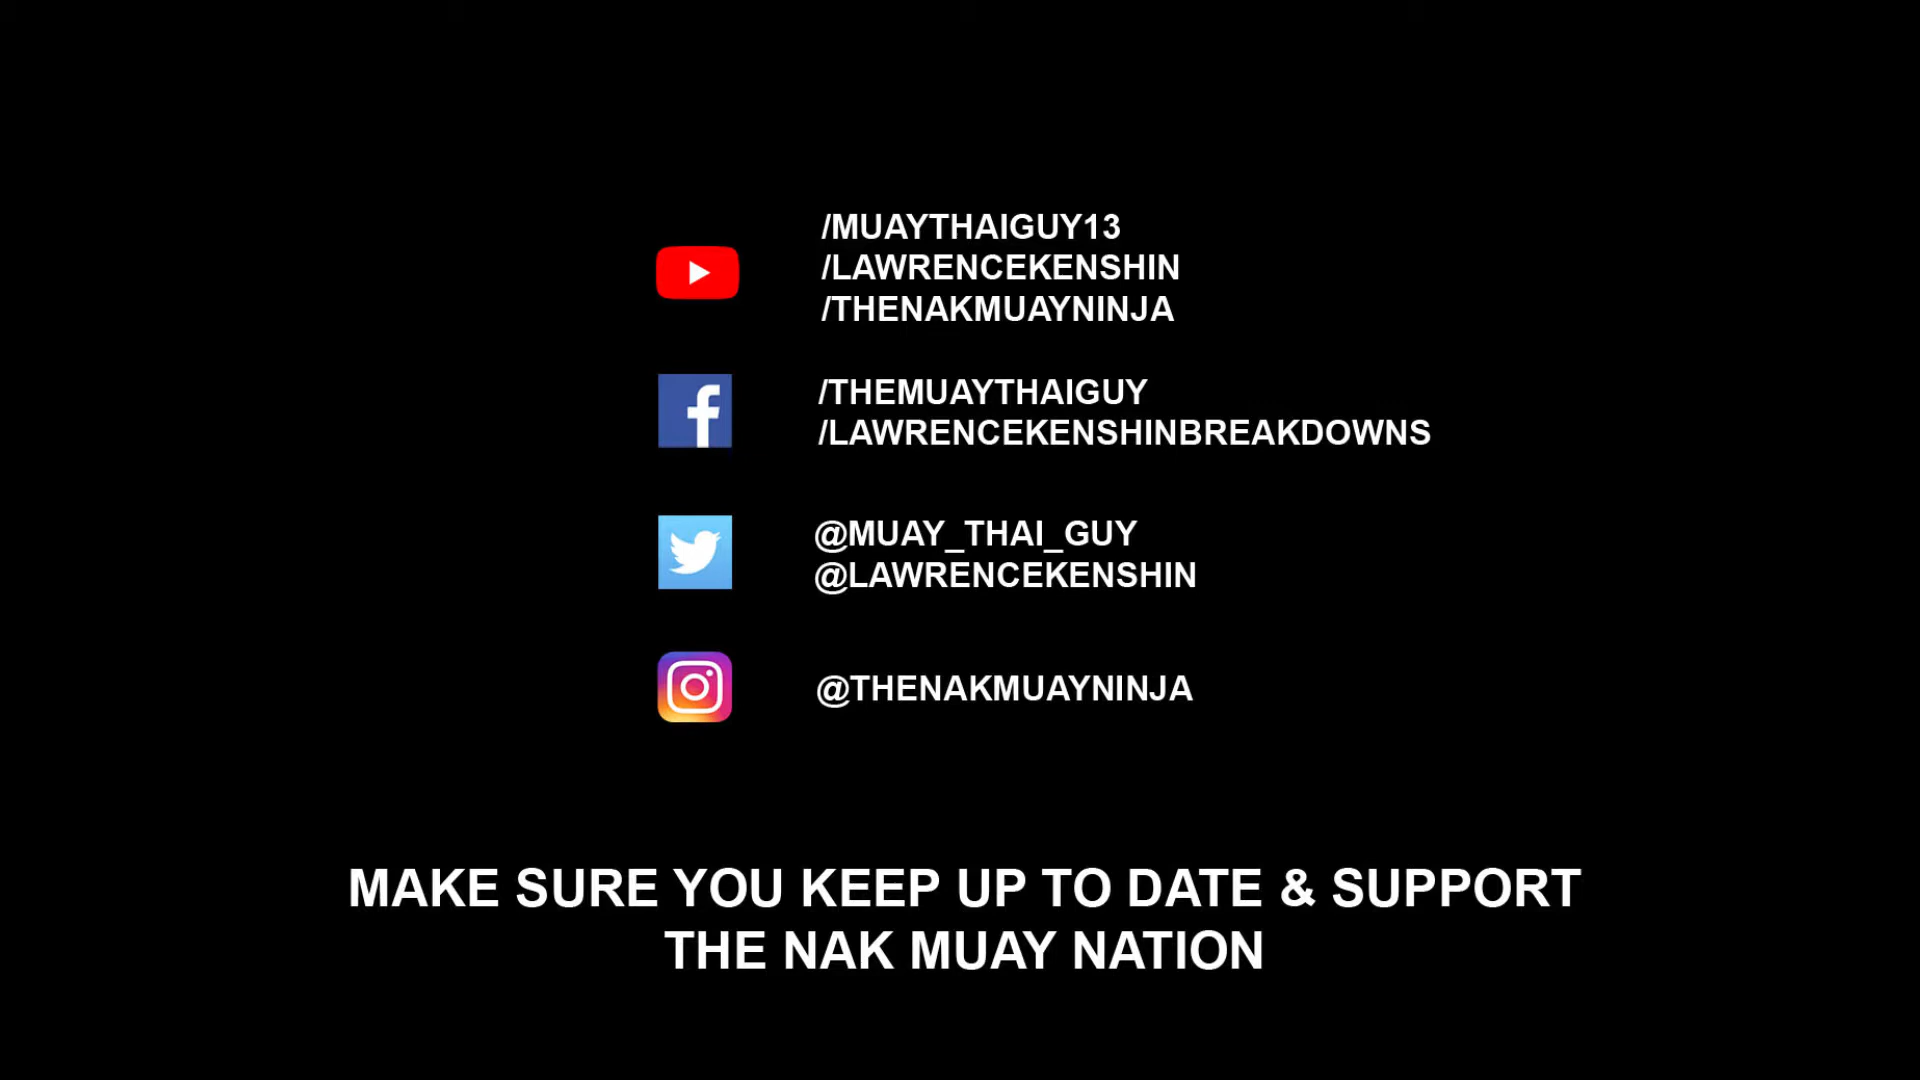 /MUAYTHAIGUY13
/LAWRENCEKENSHIN
/THENAKMUAYNINJA
/THEMUAYTHAIGUY
/LAWRENCEKENSHINBREAKDOWNS
@MUAY_THAI_GUY
@LAWRENCEKENSHIN
@THENAKMUAYNINJA
MAKE SURE YOU KEEP UP TO DATE & SUPPORT
THE NAK MUAY NATION